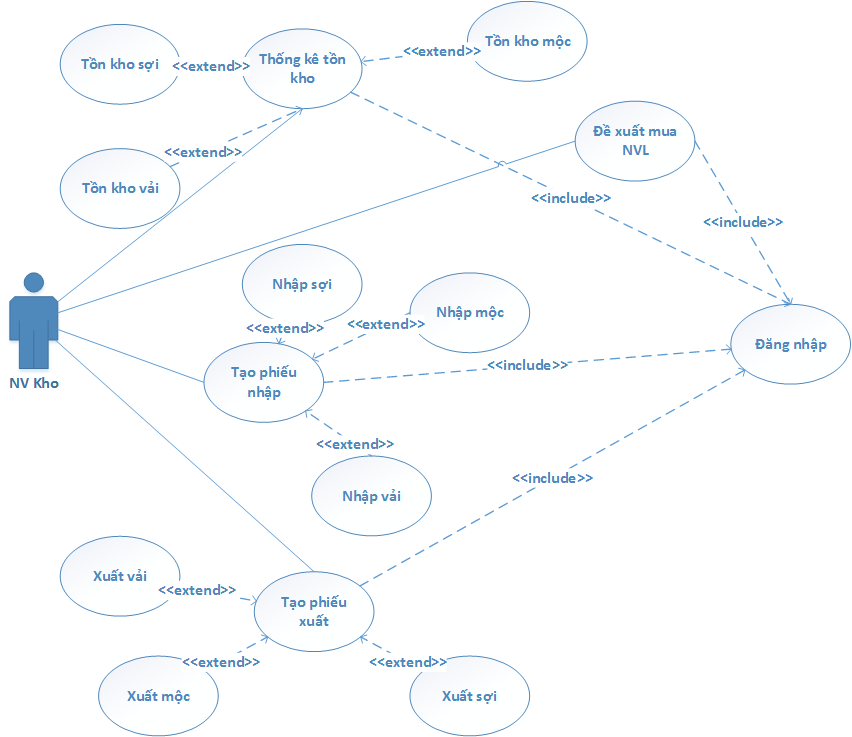 Tồn kho mộc
<<extend>>
Thống kê tồn
kho
Tồn kho sợi
<<extend>>
Đề xuất mua
NVL
<<extend>>
Tồn kho vải
<<include>>
<<include>>
Nhập sợi
Nhập mộc
<<extend>>
<<extend>>
Đăng nhập
NV Kho
Tạo phiếu
nhập
<<include>>
<<extend>>
Nhập vải
<<include>>
Xuất vải
<<extend>>
Tạo phiếu
xuất
<<extend>>
<<extend>>
Xuất mộc
Xuất sợi